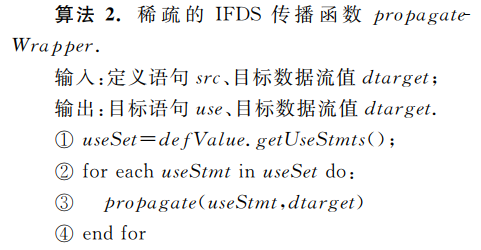 算法 2. 稀疏的 IFDS 传播函数 propagate-
Wrapper.
输入:定义语句 src、目标数据流值 dtarget;
输出:目标语句 use、目标数据流值 dtarget.
① useSet=defValue.getUseStmts();
② for each useStmt in useSet do:
③ propagate(useStmt,dtarget)
④ end for